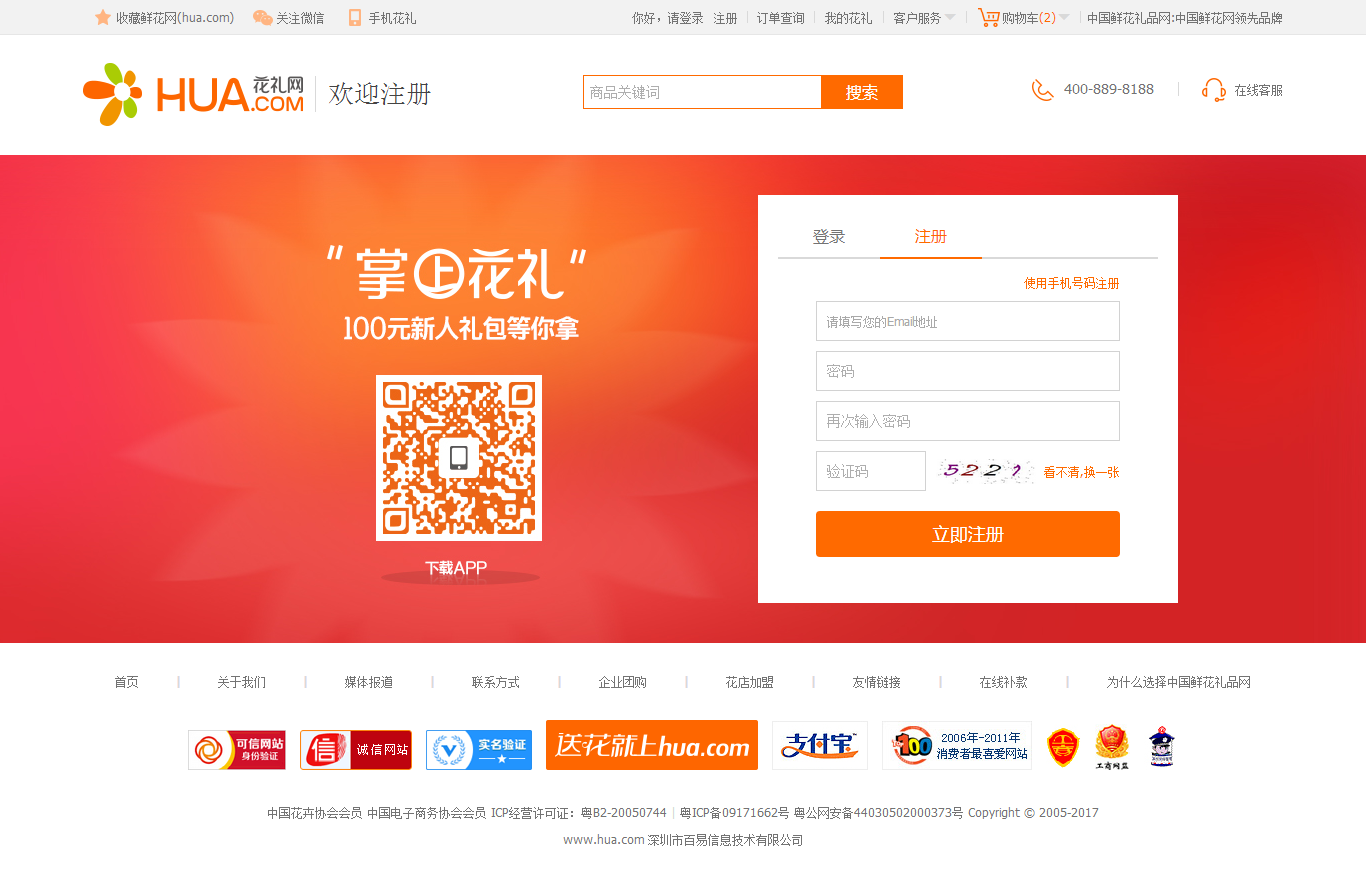 收藏鲜花网(hua.com) 关注微信 手机花礼 你好，请登录 注册 订单查询 我的花礼 客户服务 购物车(2) 中国鲜花礼品网:中国鲜花网领先品牌
HUA.COM 花礼网 欢迎注册 商品关键词 搜索 400-889-8188 在线客服
“掌上花礼”
100元新人礼包等你拿
下载APP
登录 注册
使用手机号码注册
请填写您的Email地址
密码
再次输入密码
验证码 5221 看不清,换一张
立即注册
首页 关于我们 媒体报道 联系方式 企业团购 花店加盟 友情链接 在线补款 为什么选择中国鲜花礼品网
可信网站 身份验证
信 诚信网站
实名验证
送花就上hua.com
支付宝
100 2006年-2011年
消费者最喜爱网站
工商网监
中国花卉协会会员 中国电子商务协会会员 ICP经营许可证：粤B2-20050744 | 粤ICP备09171662号 粤公网安备44030502000373号 Copyright © 2005-2017
www.hua.com 深圳市百易信息技术有限公司